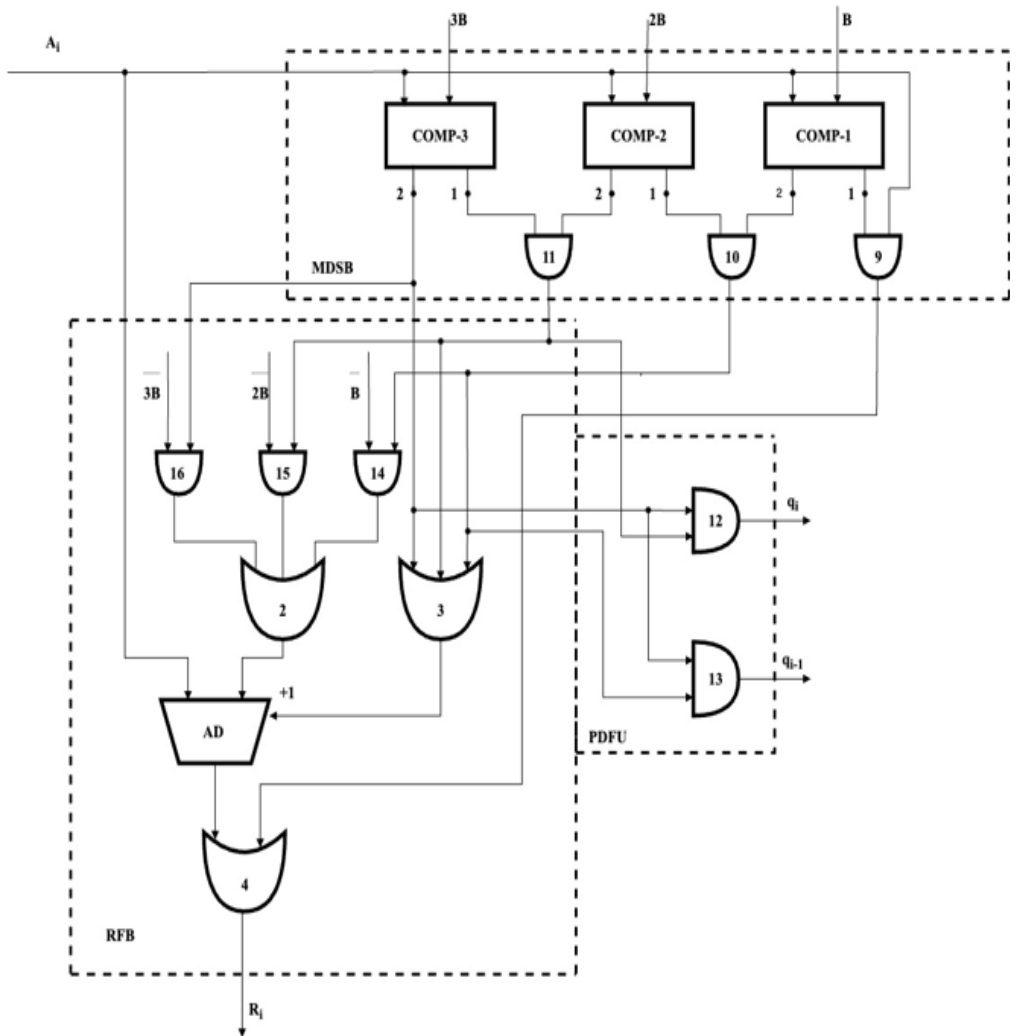 3B 2B B
Aᵢ
COMP-3 COMP-2 COMP-1
2 1 2 1 2 1
11 10 9
MDSB
3B 2B B
16 15 14
12 qᵢ
2 3
13 qᵢ₋₁
+1
AD
PDFU
4
RFB
Rᵢ